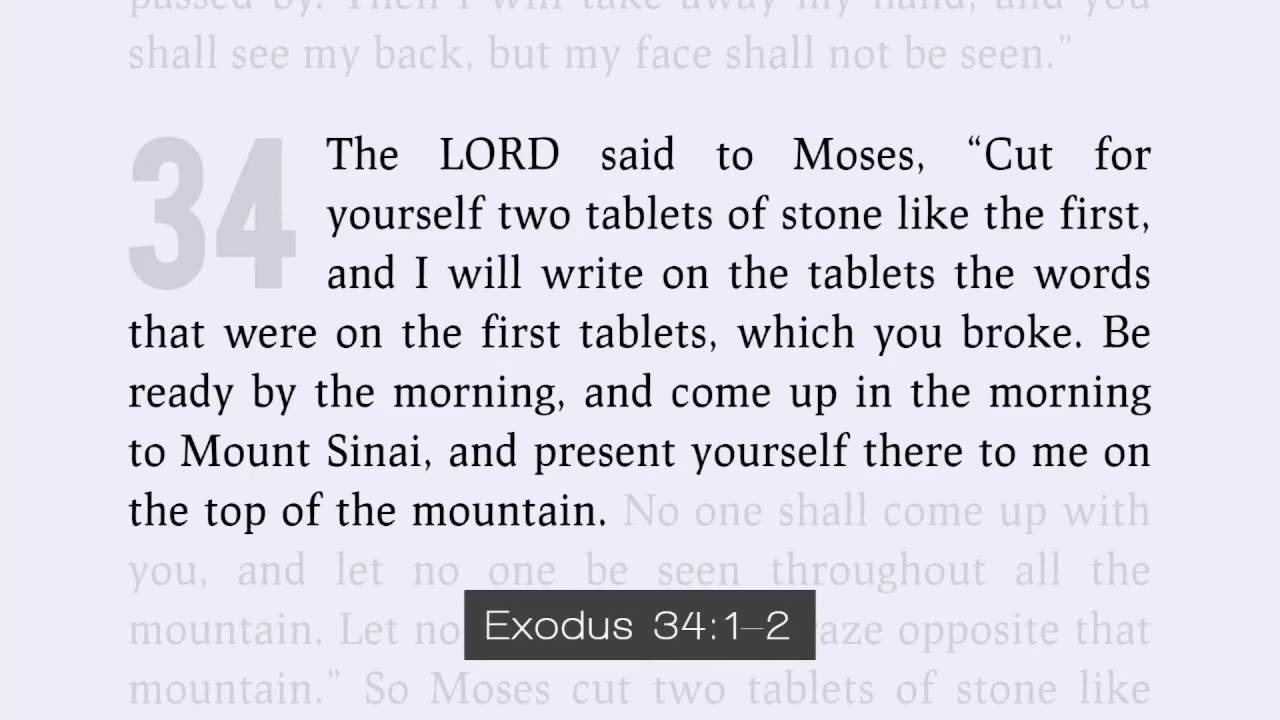 passed by. Then I will take away my hand, and you
shall see my back, but my face shall not be seen.”
34
The LORD said to Moses, “Cut for
yourself two tablets of stone like the first,
and I will write on the tablets the words
that were on the first tablets, which you broke. Be
ready by the morning, and come up in the morning
to Mount Sinai, and present yourself there to me on
the top of the mountain. No one shall come up with
you, and let no one be seen throughout all the
mountain. Let no aze opposite that
Exodus 34:1–2
mountain.” So Moses cut two tablets of stone like